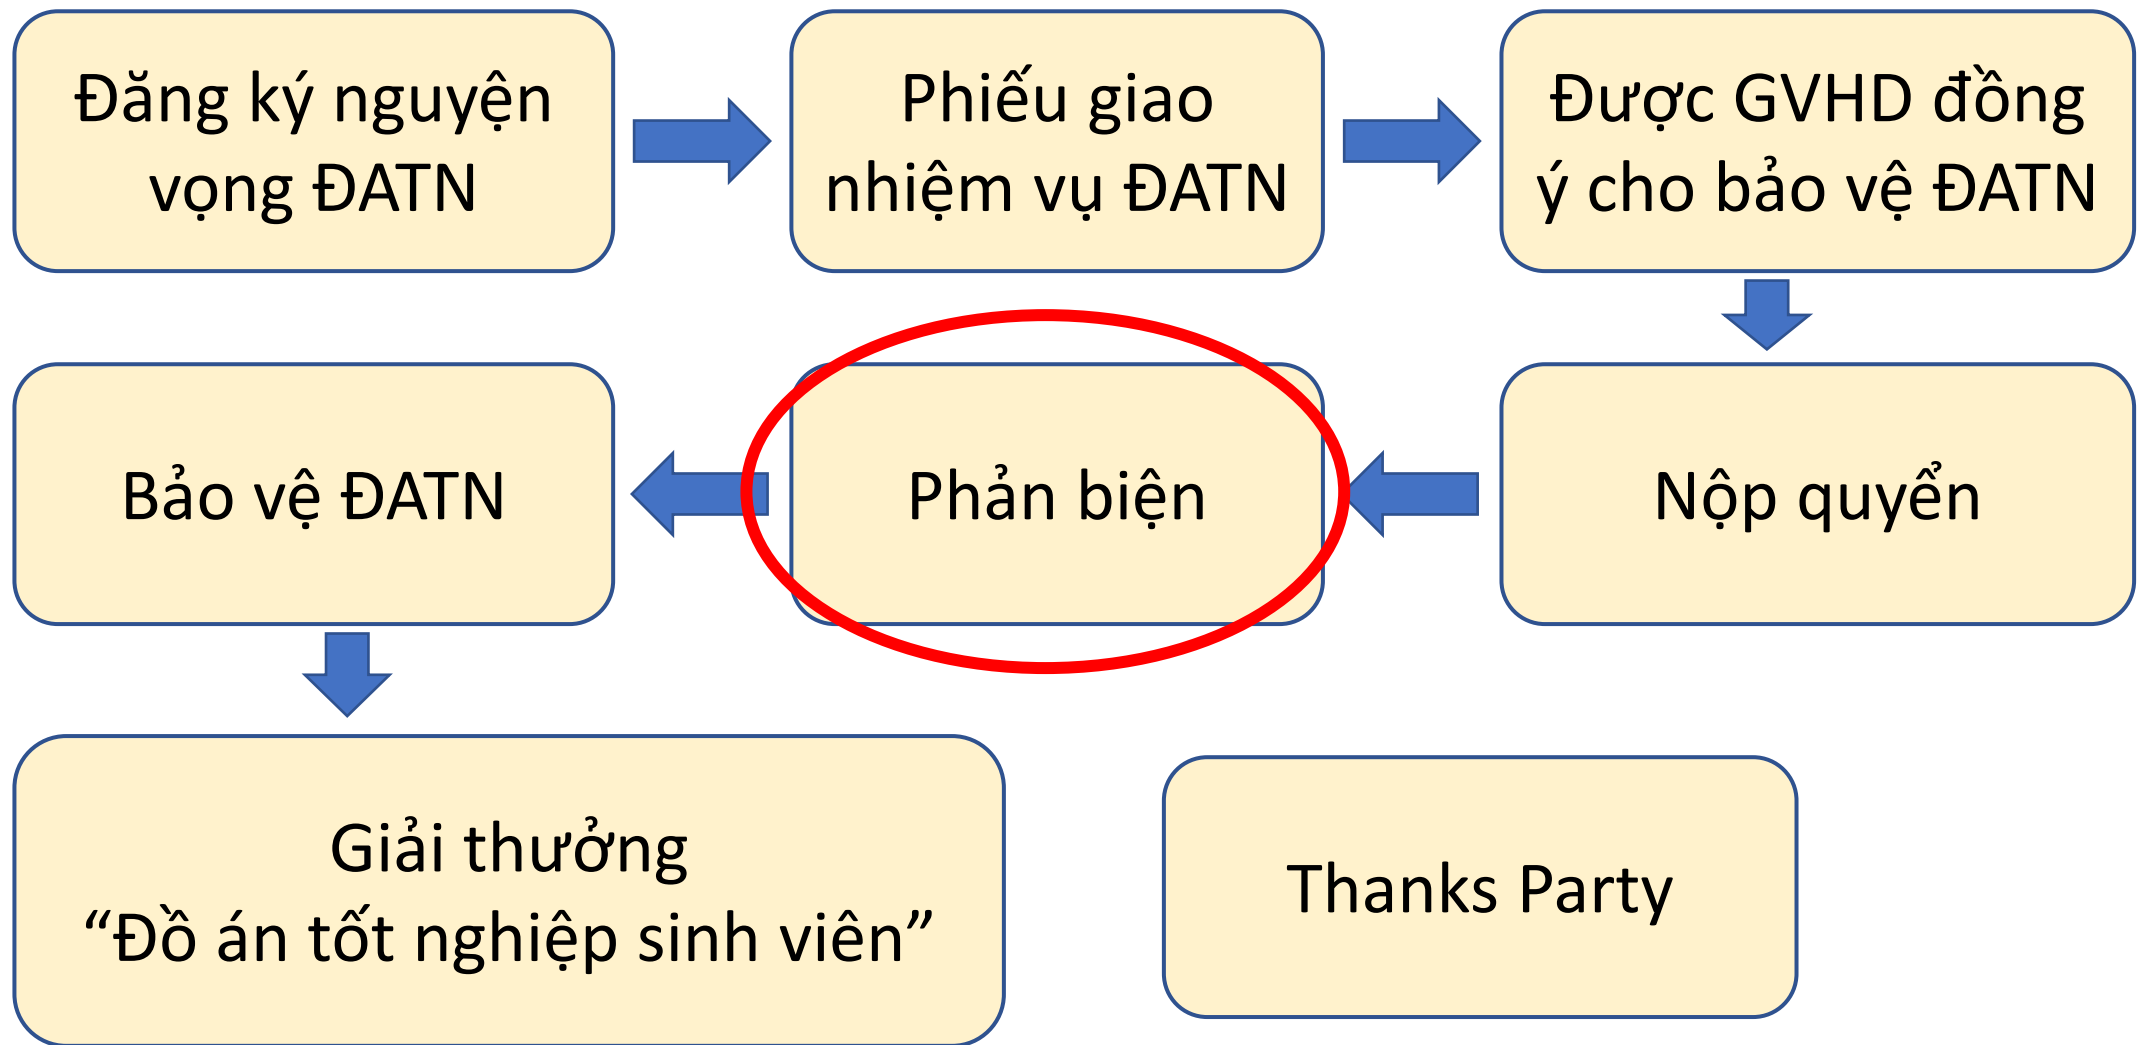 Đăng ký nguyện
vọng ĐATN
Phiếu giao
nhiệm vụ ĐATN
Được GVHD đồng
ý cho bảo vệ ĐATN
Bảo vệ ĐATN
Phản biện
Nộp quyển
Giải thưởng
“Đồ án tốt nghiệp sinh viên”
Thanks Party